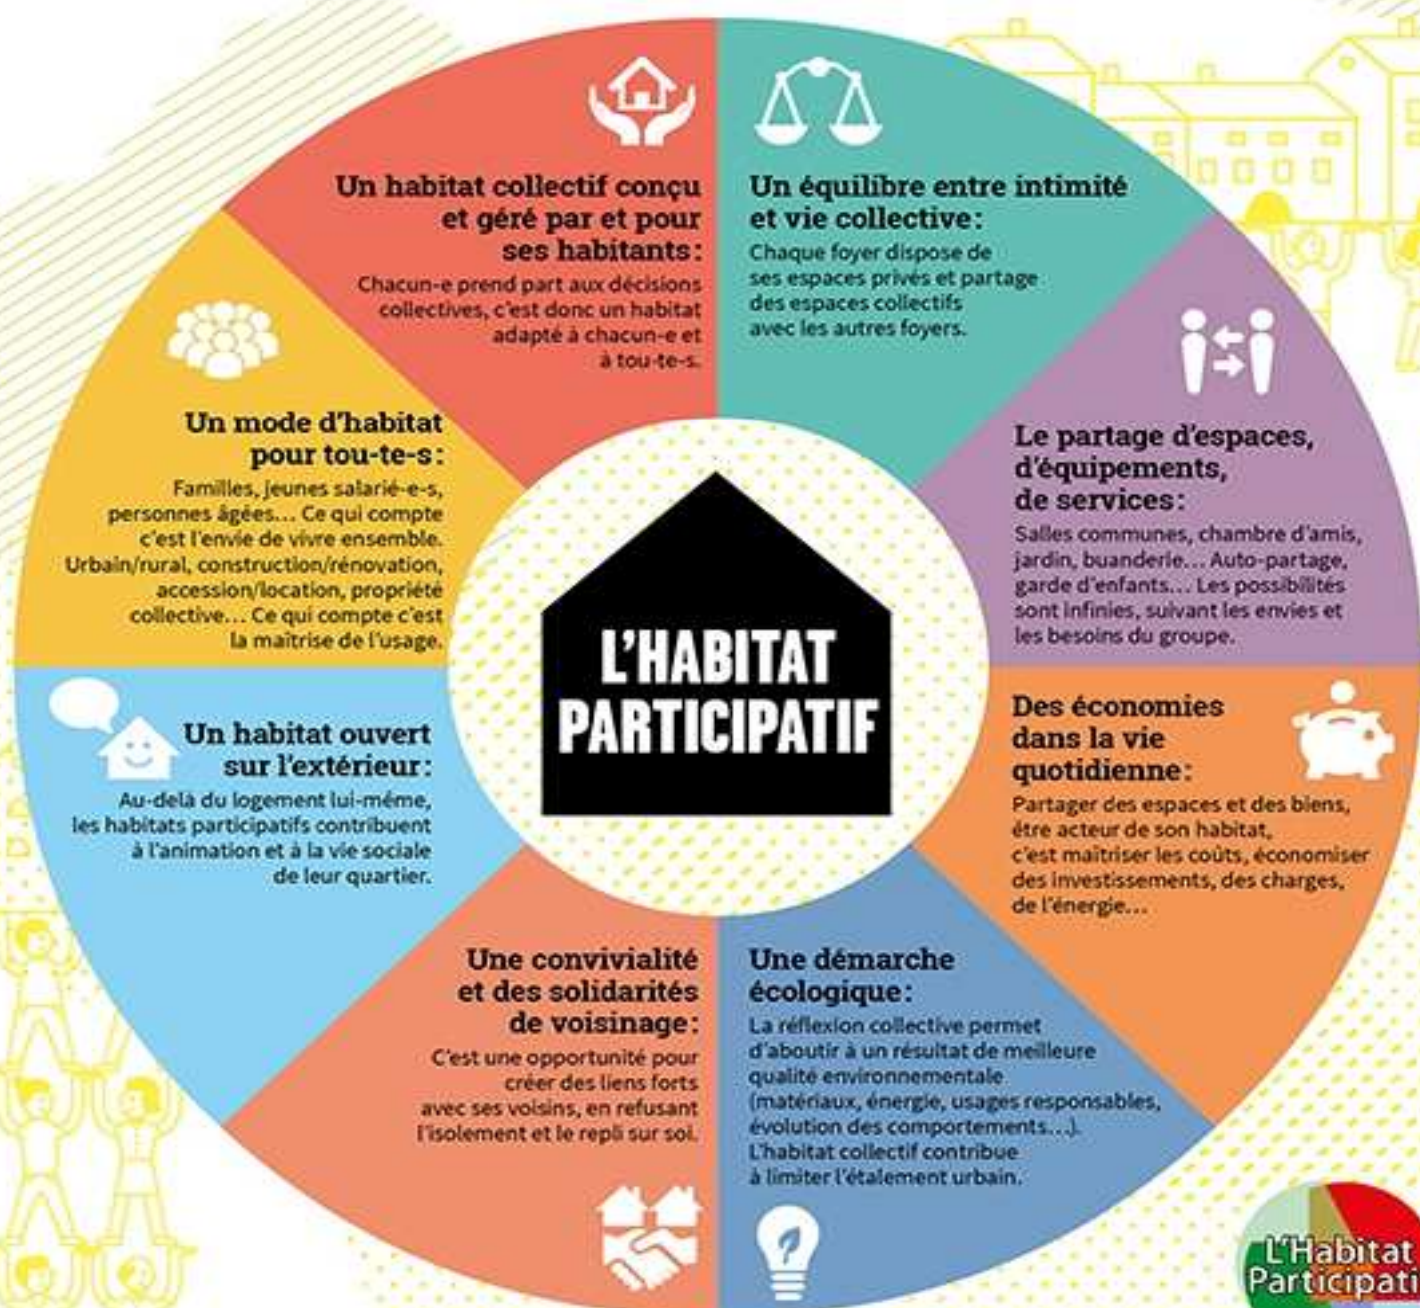 Un habitat collectif conçu
et géré par et pour
ses habitants:
Chacun-e prend part aux décisions
collectives, c'est donc un habitat
adapté à chacun-e et
à tou-te-s.
Un équilibre entre intimité
et vie collective:
Chaque foyer dispose de
ses espaces privés et partage
des espaces collectifs
avec les autres foyers.
Le partage d'espaces,
d'équipements,
de services:
Salles communes, chambre d'amis,
jardin, buanderie... Auto-partage,
garde d'enfants... Les possibilités
sont infinies, suivant les envies et
les besoins du groupe.
Des économies
dans la vie
quotidienne:
Partager des espaces et des biens,
être acteur de son habitat,
c'est maîtriser les coûts, économiser
des investissements, des charges,
de l'énergie...
Une démarche
écologique:
La réflexion collective permet
d'aboutir à un résultat de meilleure
qualité environnementale
(matériaux, énergie, usages responsables,
évolution des comportements...).
L'habitat collectif contribue
à limiter l'étalement urbain.
Une convivialité
et des solidarités
de voisinage:
C'est une opportunité pour
créer des liens forts
avec ses voisins, en refusant
l'isolement et le repli sur soi.
Un habitat ouvert
sur l'extérieur:
Au-delà du logement lui-même,
les habitats participatifs contribuent
à l'animation et à la vie sociale
de leur quartier.
Un mode d'habitat
pour tou-te-s:
Familles, jeunes salarié-e-s,
personnes âgées... Ce qui compte
c'est l'envie de vivre ensemble.
Urbain/rural, construction/rénovation,
accession/location, propriété
collective... Ce qui compte c'est
la maîtrise de l'usage.
L'HABITAT
PARTICIPATIF
L'Habitat
Participati